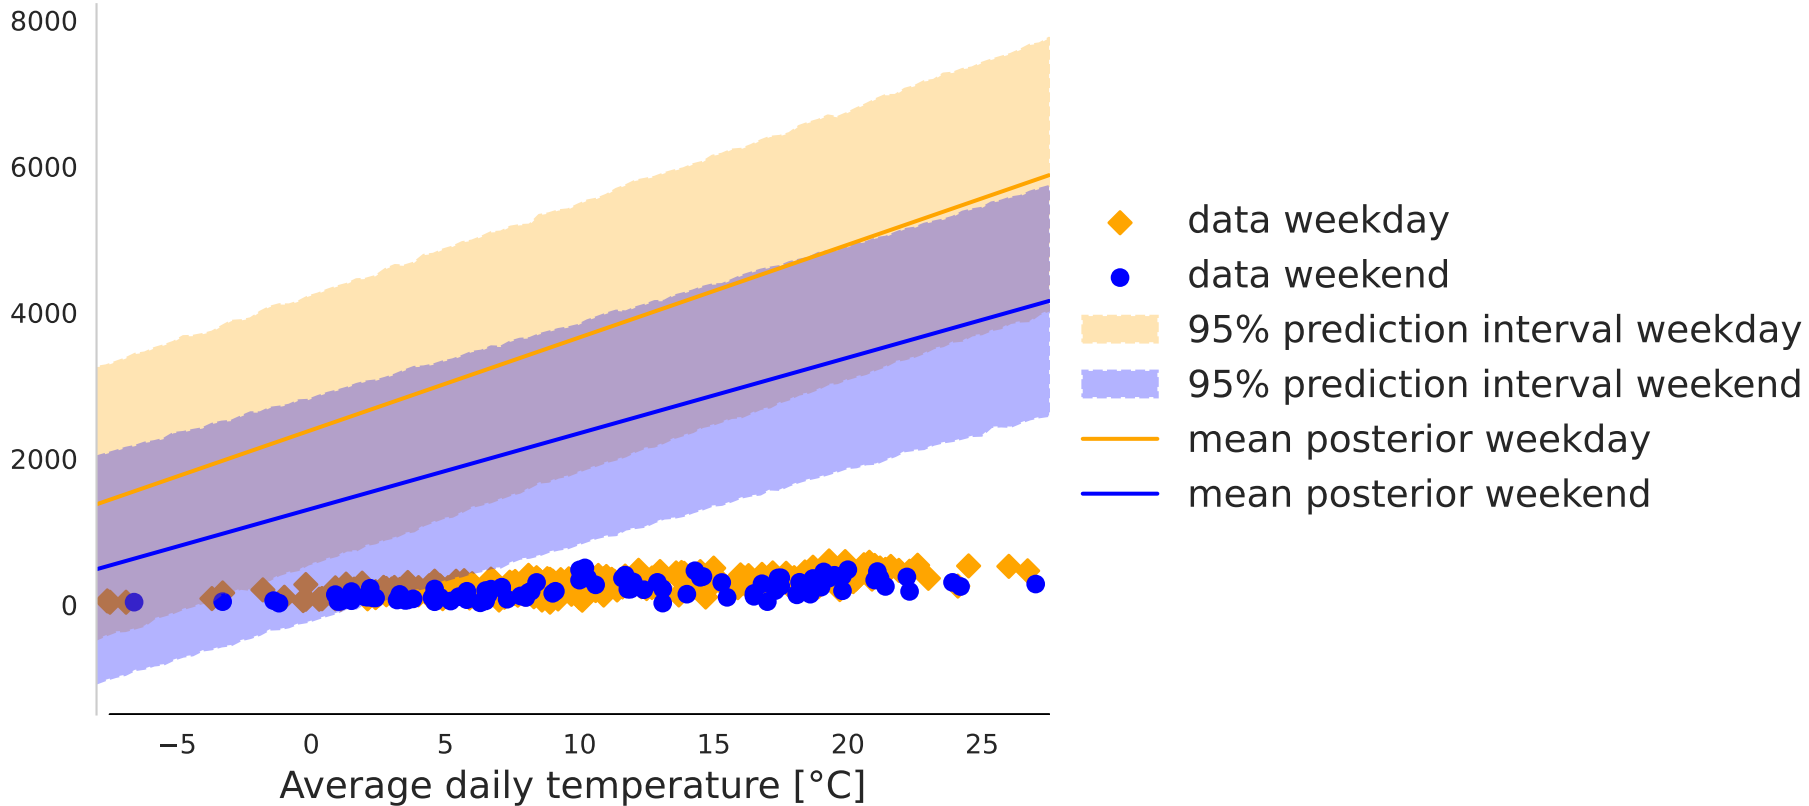 8000
6000
4000
2000
0
−5 0 5 10 15 20 25
Average daily temperature [°C]
data weekday
data weekend
95% prediction interval weekday
95% prediction interval weekend
mean posterior weekday
mean posterior weekend